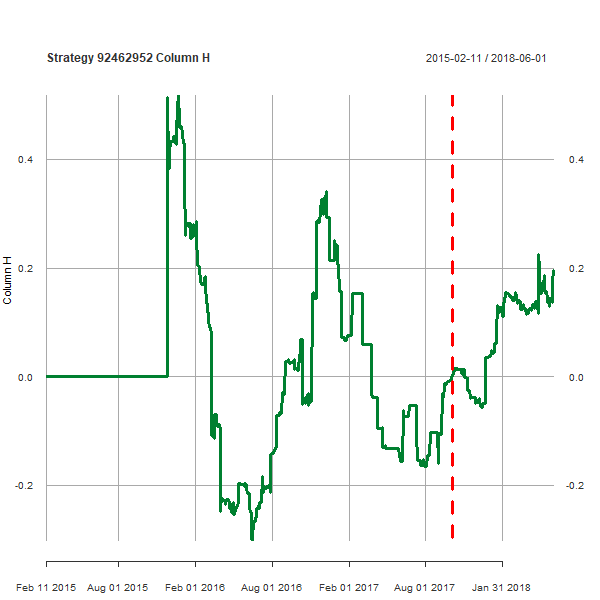 Strategy 92462952 Column H
2015-02-11 / 2018-06-01
0.4
0.4
0.2
0.2
Column H
0.0
0.0
-0.2
-0.2
Feb 11 2015
Aug 01 2015
Feb 01 2016
Aug 01 2016
Feb 01 2017
Aug 01 2017
Jan 31 2018